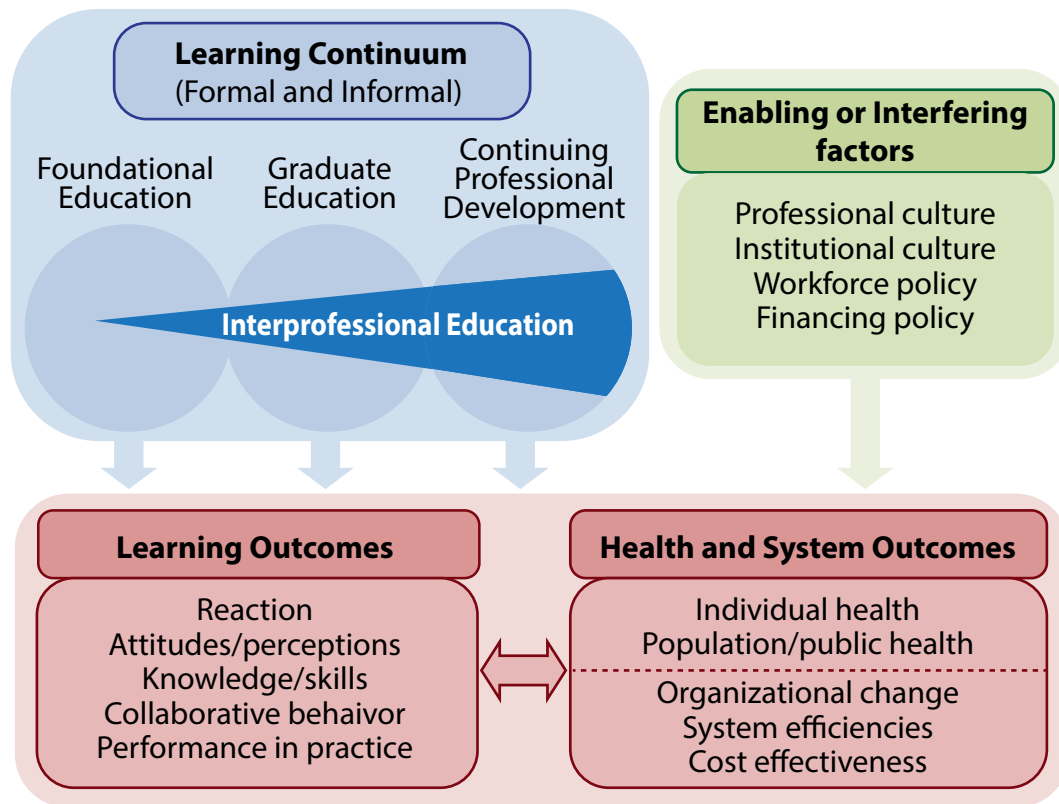 Learning Continuum
(Formal and Informal)
Foundational
Education
Graduate
Education
Continuing
Professional
Development
Interprofessional Education
Enabling or Interfering
factors
Professional culture
Institutional culture
Workforce policy
Financing policy
Learning Outcomes
Reaction
Attitudes/perceptions
Knowledge/skills
Collaborative behaivor
Performance in practice
Health and System Outcomes
Individual health
Population/public health
Organizational change
System efficiencies
Cost effectiveness